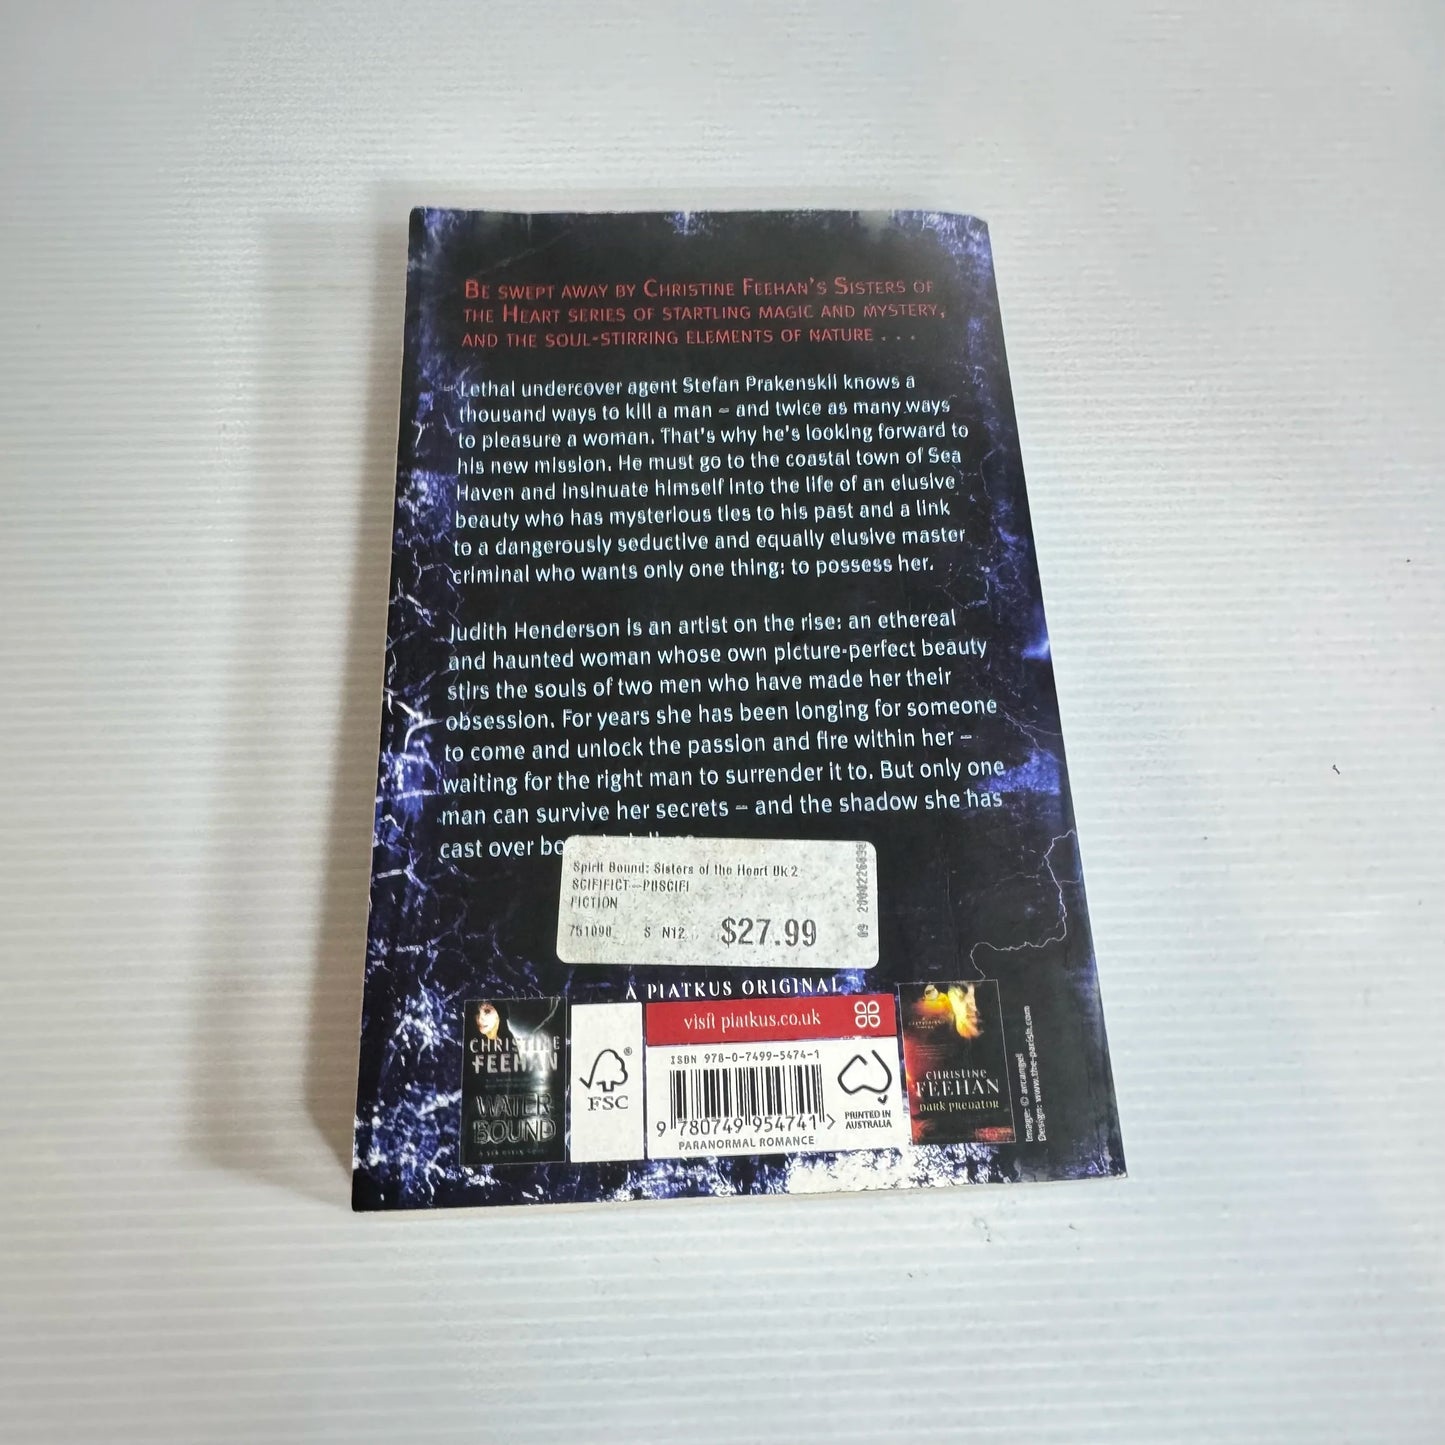 BE SWEPT AWAY BY CHRISTINE FEEHAN'S SISTERS OF
THE HEART SERIES OF STARTLING MAGIC AND MYSTERY,
AND THE SOUL-STIRRING ELEMENTS OF NATURE . . .
Lethal undercover agent Stefan Prakenskii knows a
thousand ways to kill a man – and twice as many ways
to pleasure a woman. That's why he's looking forward to
his new mission. He must go to the coastal town of Sea
Haven and insinuate himself into the life of an elusive
beauty who has mysterious ties to his past and a link
to a dangerously seductive and equally elusive master
criminal who wants only one thing: to possess her.
Judith Henderson is an artist on the rise: an ethereal
and haunted woman whose own picture-perfect beauty
stirs the souls of two men who have made her their
obsession. For years she has been longing for someone
to come and unlock the passion and fire within her –
waiting for the right man to surrender it to. But only one
man can survive her secrets – and the shadow she has
cast over
Spirit Bound: Sisters of the Heart Bk 2
SCIFIFICT--PBSCIFI
FICTION
751090 S N12 $27.99
A PIATKUS ORIGINAL
visit piatkus.co.uk
CHRISTINE
FEEHAN
WATER
BOUND
FSC
ISBN 978-0-7499-5474-1
9 780749 954741 >
PARANORMAL ROMANCE
PRINTED IN
AUSTRALIA
CHRISTINE
FEEHAN
DARK PREDATOR
Image: © arcangel
Design: www.the-parish.com